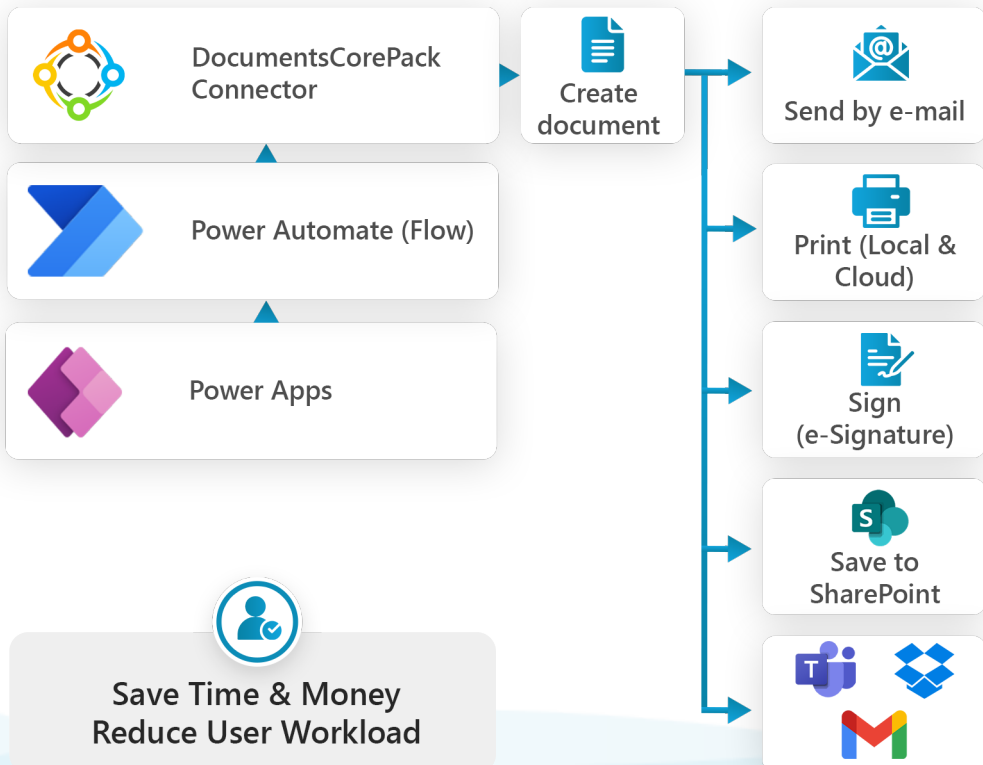 DocumentsCorePack
Connector
Create
document
@
Send by e-mail
Power Automate (Flow)
Print (Local &
Cloud)
Power Apps
Sign
(e-Signature)
S
Save to
SharePoint
T
Save Time & Money
Reduce User Workload